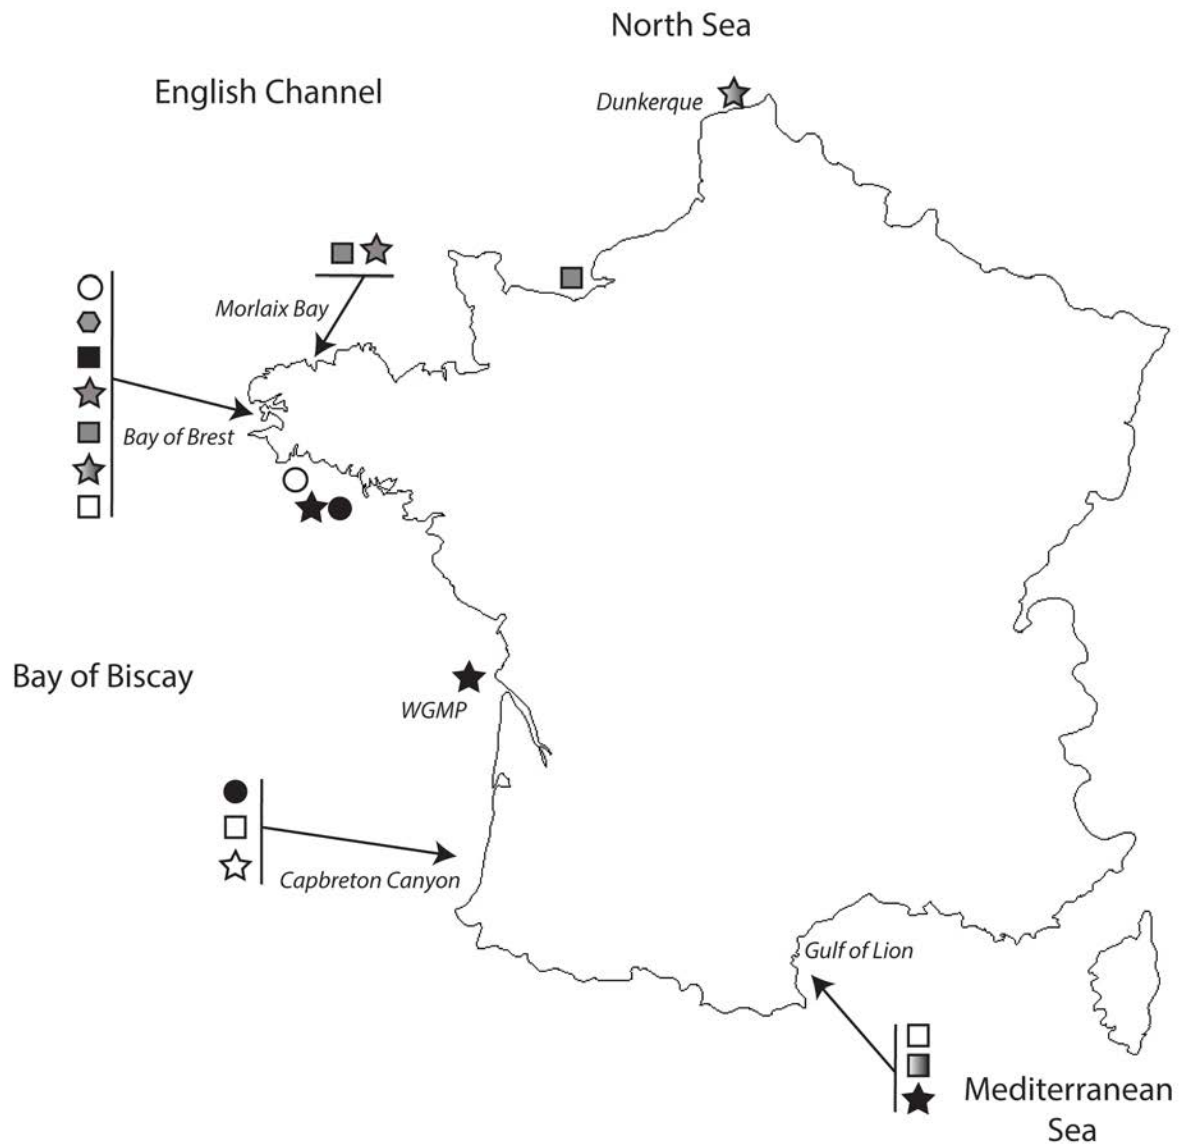 North Sea
English Channel
Dunkerque
Morlaix Bay
Bay of Brest
Bay of Biscay
WGMP
Capbreton Canyon
Gulf of Lion
Mediterranean
Sea